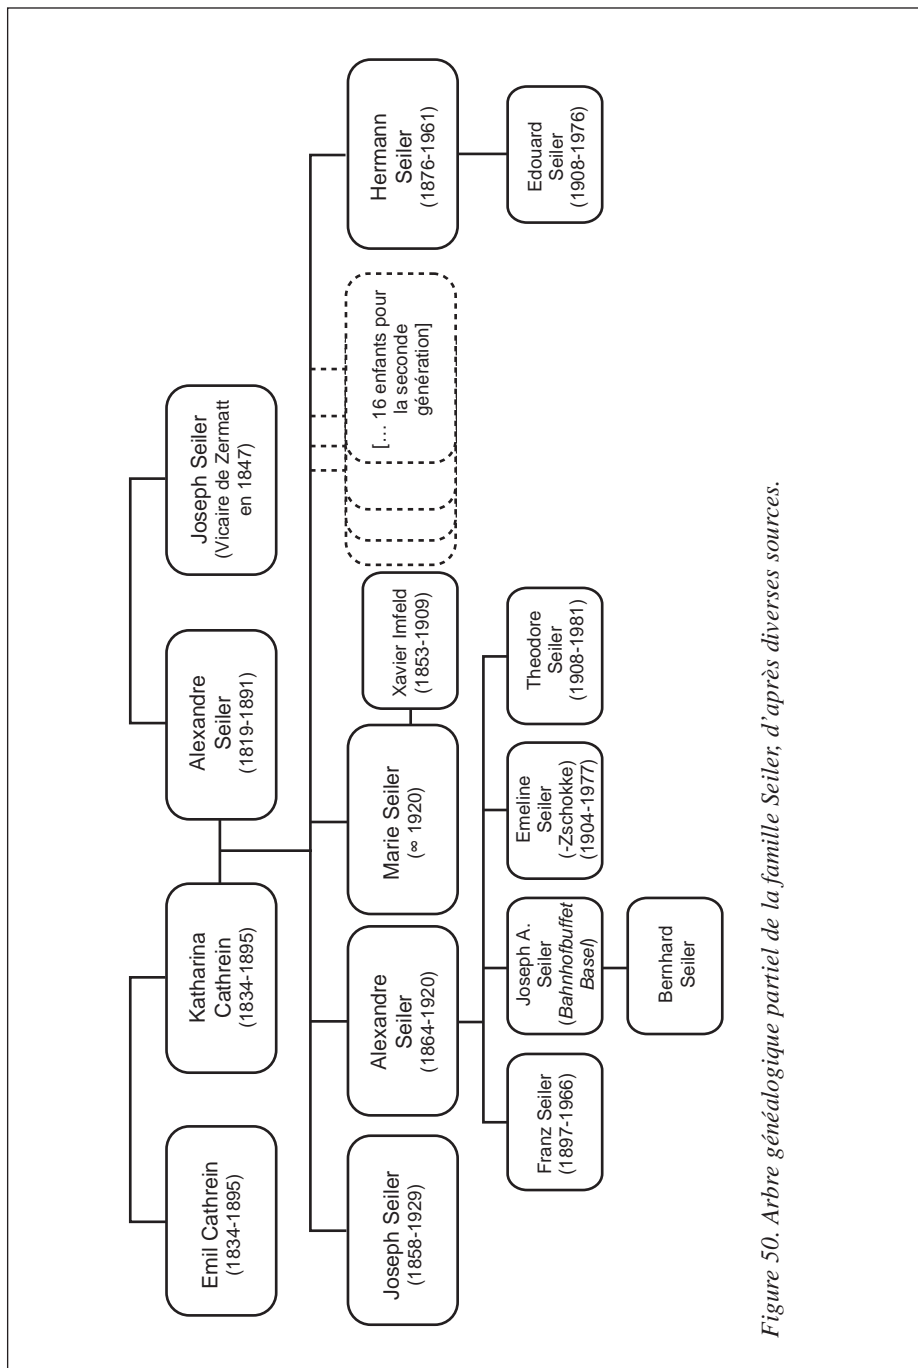 Emil Cathrein
(1834-1895)
Katharina
Cathrein
(1834-1895)
Alexandre
Seiler
(1819-1891)
Joseph Seiler
(Vicaire de Zermatt
en 1847)
Joseph Seiler
(1858-1929)
Alexandre
Seiler
(1864-1920)
Marie Seiler
(∞ 1920)
Xavier Imfeld
(1853-1909)
[... 16 enfants pour
la seconde
génération]
Hermann
Seiler
(1876-1961)
Franz Seiler
(1897-1966)
Joseph A.
Seiler
(Bahnhofbuffet
Basel)
Emeline
Seiler
(-Zschokke)
(1904-1977)
Theodore
Seiler
(1908-1981)
Edouard
Seiler
(1908-1976)
Bernhard
Seiler
Figure 50. Arbre généalogique partiel de la famille Seiler, d'après diverses sources.